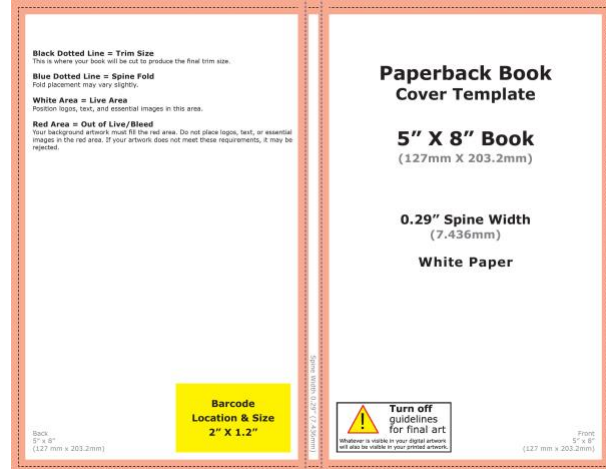 Black Dotted Line = Trim Size
This is where your book will be cut to produce the final trim size.
Blue Dotted Line = Spine Fold
Fold placement may vary slightly.
White Area = Live Area
Position logos, text, and essential images in this area.
Red Area = Out of Live/Bleed
Your background artwork must fill the red area. Do not place logos, text, or essential
images in the red area. If your artwork does not meet these requirements, it may be
rejected.
Barcode
Location & Size
2” X 1.2”
Back
5" x 8"
(127 mm x 203.2mm)
Spine Width 0.29" (7.436mm)
Paperback Book
Cover Template
5” X 8” Book
(127mm X 203.2mm)
0.29” Spine Width
(7.436mm)
White Paper
!
Turn off
guidelines
for final art
Whatever is visible in your digital artwork
will also be visible in your printed artwork.
Front
5" x 8"
(127 mm x 203.2mm)